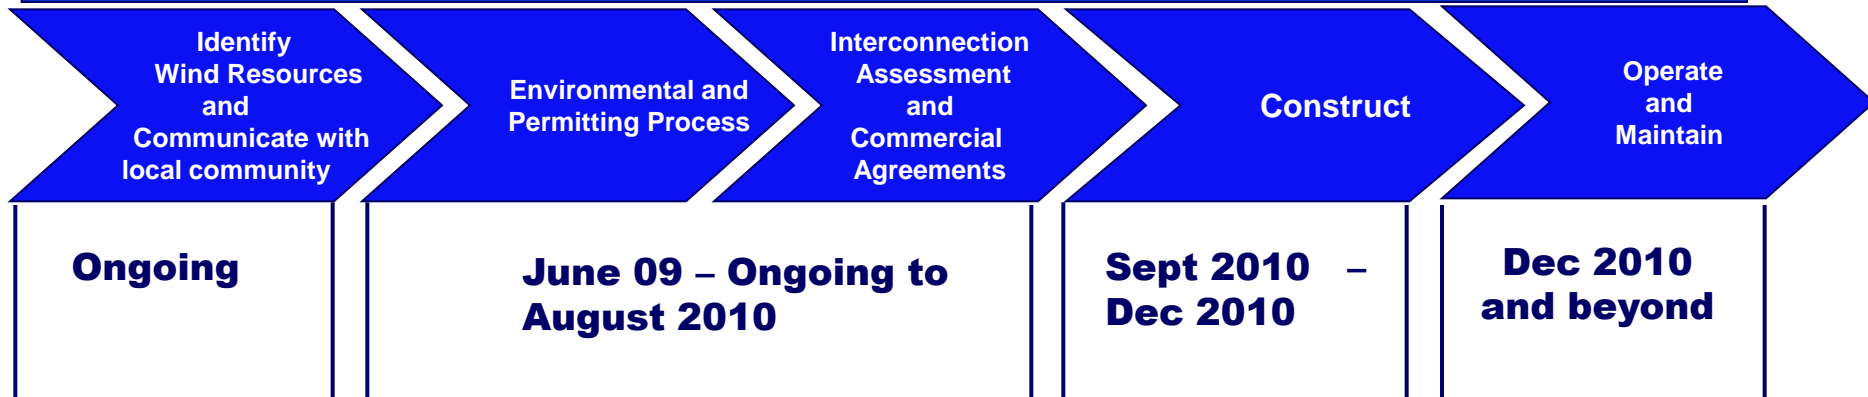 Identify
Wind Resources
and
Communicate with
local community
Environmental and
Permitting Process
Interconnection
Assessment
and
Commercial
Agreements
Construct
Operate
and
Maintain
Ongoing
June 09 – Ongoing to
August 2010
Sept 2010 –
Dec 2010
Dec 2010
and beyond